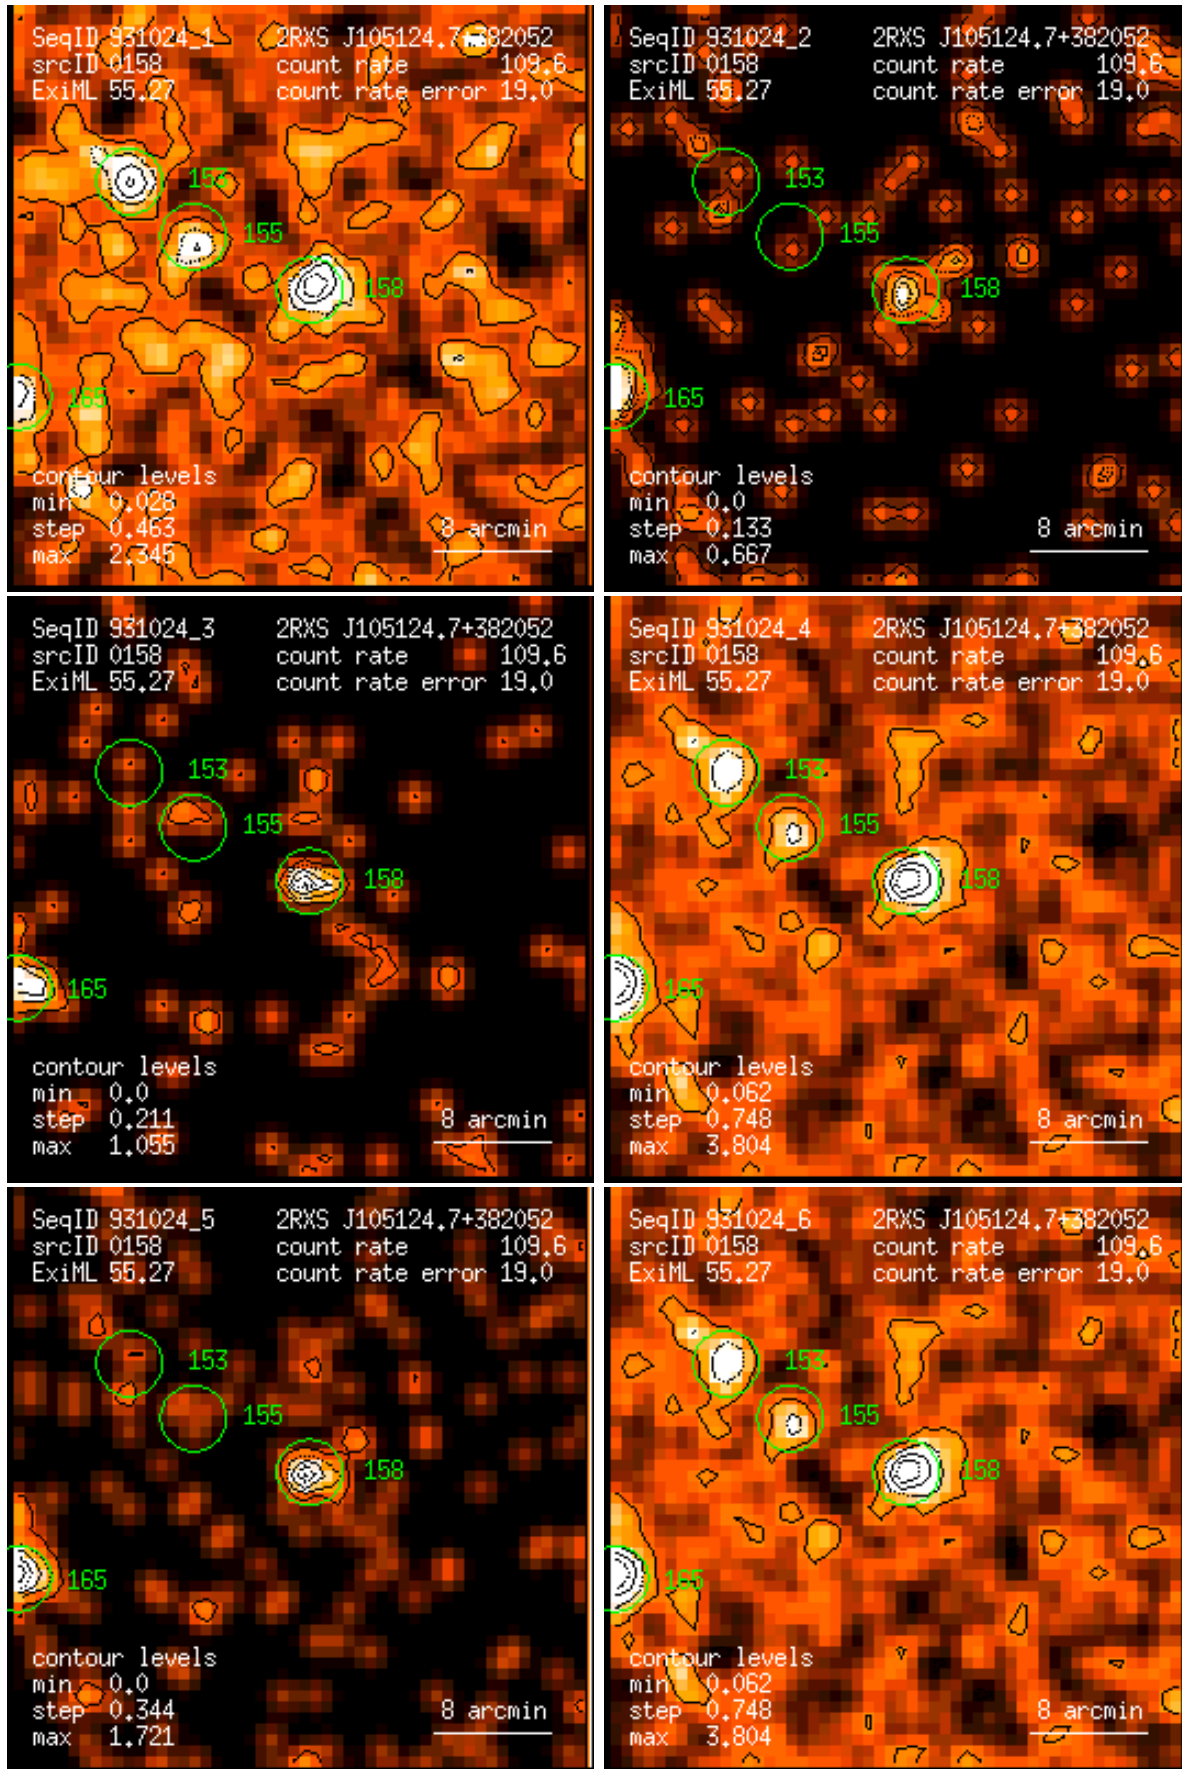 SeqID 931024_1 2RXS J105124.7+382052
srcID 0158 count rate 109.6
ExiML 55.27 count rate error 19.0
153
155
158
165
contour levels
min 0.028
step 0.463 8 arcmin
max 2.345
SeqID 931024_2 2RXS J105124.7+382052
srcID 0158 count rate 109.6
ExiML 55.27 count rate error 19.0
153
155
158
165
contour levels
min 0.0
step 0.133 8 arcmin
max 0.667
SeqID 931024_3 2RXS J105124.7+382052
srcID 0158 count rate 109.6
ExiML 55.27 count rate error 19.0
153
155
158
165
contour levels
min 0.0
step 0.211 8 arcmin
max 1.055
SeqID 931024_4 2RXS J105124.7+382052
srcID 0158 count rate 109.6
ExiML 55.27 count rate error 19.0
153
155
158
165
contour levels
min 0.062
step 0.748 8 arcmin
max 3.804
SeqID 931024_5 2RXS J105124.7+382052
srcID 0158 count rate 109.6
ExiML 55.27 count rate error 19.0
153
155
158
165
contour levels
min 0.0
step 0.344 8 arcmin
max 1.721
SeqID 931024_6 2RXS J105124.7+382052
srcID 0158 count rate 109.6
ExiML 55.27 count rate error 19.0
153
155
158
165
contour levels
min 0.062
step 0.748 8 arcmin
max 3.804